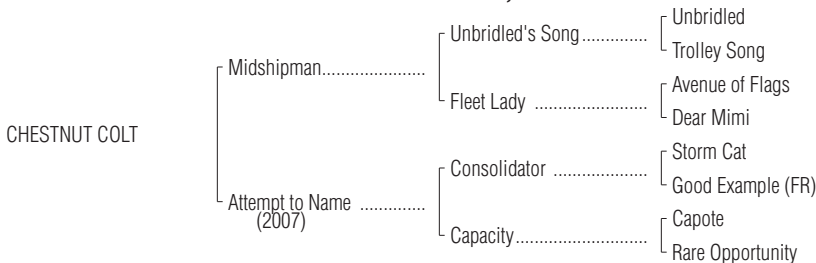 Unbridled
Unbridled's Song..............
Trolley Song
Midshipman......................
Avenue of Flags
Fleet Lady ........................
Dear Mimi
CHESTNUT COLT
Storm Cat
Consolidator ....................
Good Example (FR)
Attempt to Name ..............
(2007)
Capote
Capacity............................
Rare Opportunity